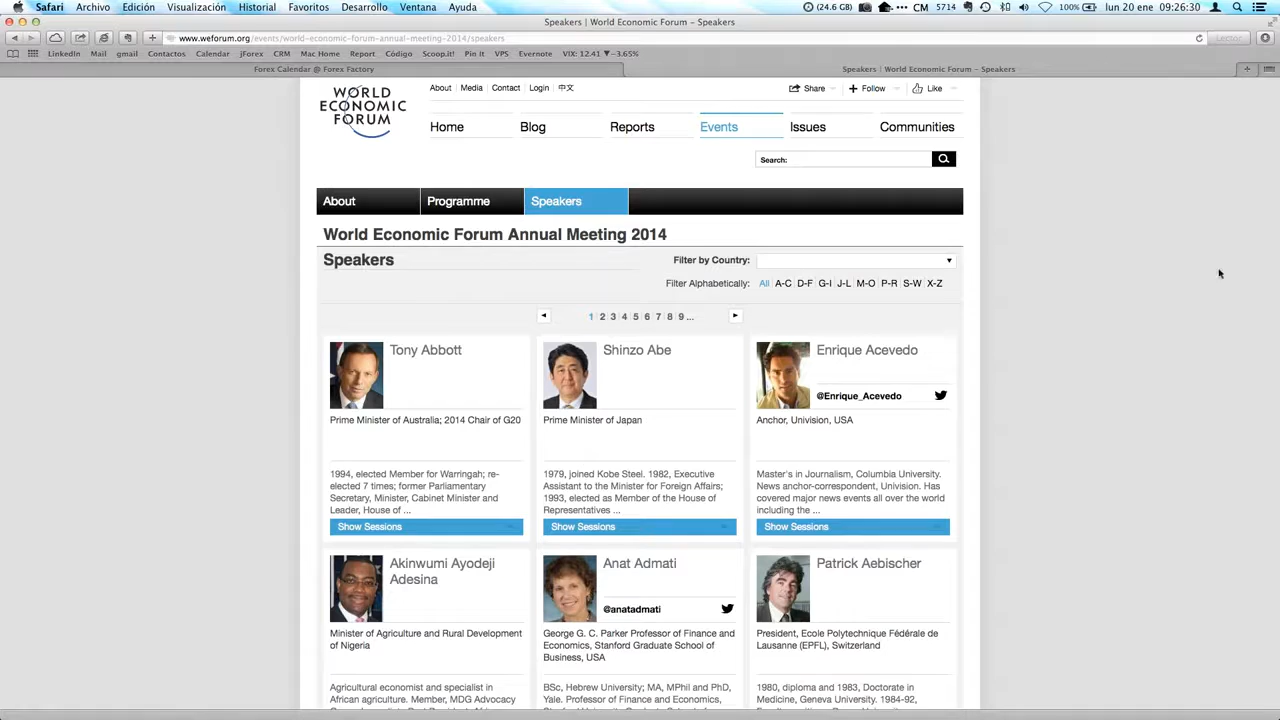 Safari Archivo Edición Visualización Historial Favoritos Desarrollo Ventana Ayuda (24.6 GB) CM 5714 100% lun 20 ene 09:26:30
Speakers | World Economic Forum – Speakers
www.weforum.org/events/world-economic-forum-annual-meeting-2014/speakers Lector
LinkedIn Mail gmail Contactos Calendar jForex CRM Mac Home Report Código Scoop.it! Pin it VPS Evernote VIX: 12.41 ▼ -3.65%
Forex Calendar @ Forex Factory Speakers | World Economic Forum – Speakers
WORLD ECONOMIC FORUM
About Media Contact Login 中文 Share Follow Like
Home Blog Reports Events Issues Communities
Search:
About Programme Speakers
World Economic Forum Annual Meeting 2014
Speakers Filter by Country:
Filter Alphabetically: All A-C D-F G-I J-L M-O P-R S-W X-Z
1 2 3 4 5 6 7 8 9 ...
Tony Abbott
Prime Minister of Australia; 2014 Chair of G20
1994, elected Member for Warringah; re-
elected 7 times; former Parliamentary
Secretary, Minister, Cabinet Minister and
Leader, House of ...
Show Sessions
Shinzo Abe
Prime Minister of Japan
1979, joined Kobe Steel. 1982, Executive
Assistant to the Minister for Foreign Affairs;
1993, elected as Member of the House of
Representatives ...
Show Sessions
Enrique Acevedo
@Enrique_Acevedo
Anchor, Univision, USA
Master's in Journalism, Columbia University.
News anchor-correspondent, Univision. Has
covered major news events all over the world
including the ...
Show Sessions
Akinwumi Ayodeji
Adesina
Minister of Agriculture and Rural Development
of Nigeria
Agricultural economist and specialist in
African agriculture. Member, MDG Advocacy
Anat Admati
@anatadmati
George G. C. Parker Professor of Finance and
Economics, Stanford Graduate School of
Business, USA
BSc, Hebrew University; MA, MPhil and PhD,
Yale. Professor of Finance and Economics,
Patrick Aebischer
President, Ecole Polytechnique Fédérale de
Lausanne (EPFL), Switzerland
1980, diploma and 1983, Doctorate in
Medicine, Geneva University. 1984-92,